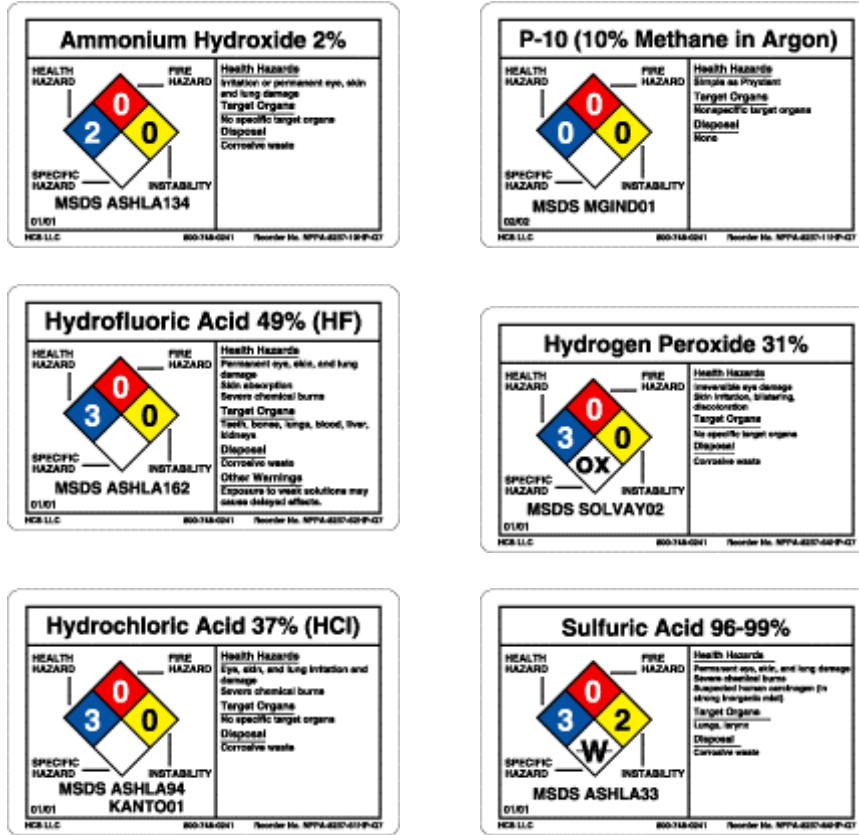 Ammonium Hydroxide 2%
HEALTH HAZARD
FIRE HAZARD
0
2 0
SPECIFIC HAZARD
INSTABILITY
MSDS ASHLA134
01/01
Health Hazards
Irritation or permanent eye, skin
and lung damage
Target Organs
No specific target organs
Disposal
Corrosive waste
HCS LLC
P-10 (10% Methane in Argon)
HEALTH HAZARD
FIRE HAZARD
0
0 0
SPECIFIC HAZARD
INSTABILITY
MSDS MGIND01
02/02
Health Hazards
Simple as Physiant
Target Organs
Nonspecific target organs
Disposal
None
HCS LLC
Hydrofluoric Acid 49% (HF)
HEALTH HAZARD
FIRE HAZARD
0
3 0
SPECIFIC HAZARD
INSTABILITY
MSDS ASHLA162
01/01
Health Hazards
Permanent eye, skin, and lung
damage
Skin absorption
Severe chemical burns
Target Organs
Teeth, bones, lungs, blood, liver,
kidneys
Disposal
Corrosive waste
Other Warnings
Exposure to weak solutions may
cause delayed effects.
HCS LLC
Hydrogen Peroxide 31%
HEALTH HAZARD
FIRE HAZARD
0
3 0
OX
SPECIFIC HAZARD
INSTABILITY
MSDS SOLVAY02
01/01
Health Hazards
Irreversible eye damage
Skin irritation, blistering,
discoloration
Target Organs
No specific target organs
Disposal
Corrosive waste
HCS LLC
Hydrochloric Acid 37% (HCl)
HEALTH HAZARD
FIRE HAZARD
0
3 0
SPECIFIC HAZARD
INSTABILITY
MSDS ASHLA94
KANTO01
01/01
Health Hazards
Eye, skin, and lung irritation and
damage
Severe chemical burns
Target Organs
No specific target organs
Disposal
Corrosive waste
HCS LLC
Sulfuric Acid 96-99%
HEALTH HAZARD
FIRE HAZARD
0
3 2
W
SPECIFIC HAZARD
INSTABILITY
MSDS ASHLA33
01/01
Health Hazards
Permanent eye, skin, and lung damage
Severe chemical burns
Suspected human carcinogen (in
strong inorganic mist)
Target Organs
Lungs, larynx
Disposal
Corrosive waste
HCS LLC